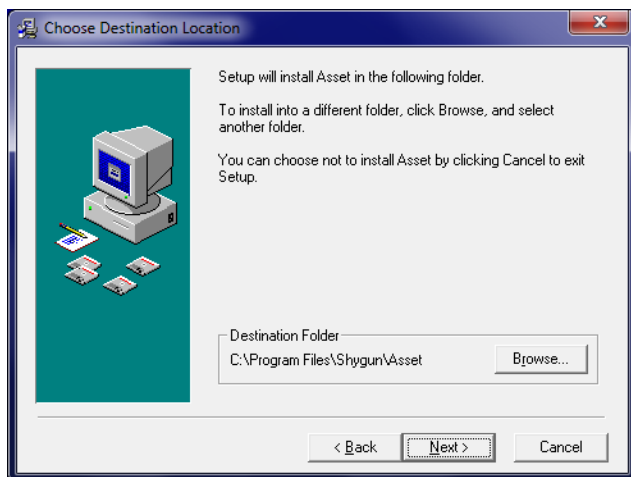 Choose Destination Location
Setup will install Asset in the following folder.
To install into a different folder, click Browse, and select
another folder.
You can choose not to install Asset by clicking Cancel to exit
Setup.
Destination Folder
C:\Program Files\Shygun\Asset
Browse...
< Back
Next >
Cancel